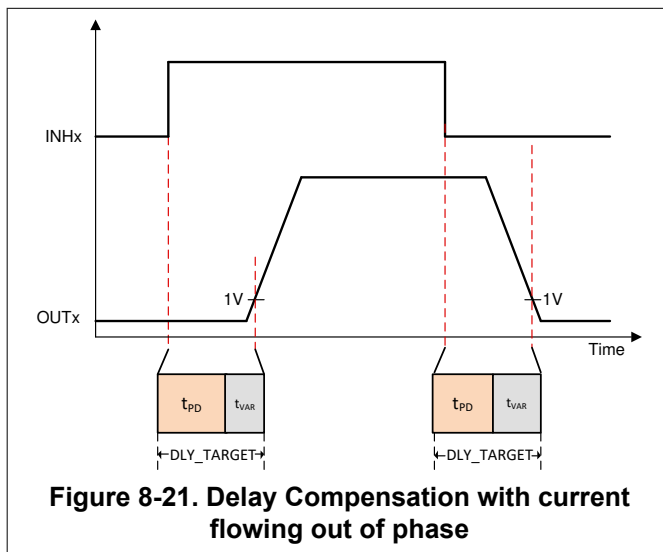 INHx
1V
1V
OUTx
Time
tPD tVAR
tPD tVAR
DLY_TARGET
DLY_TARGET
Figure 8-21. Delay Compensation with current
flowing out of phase